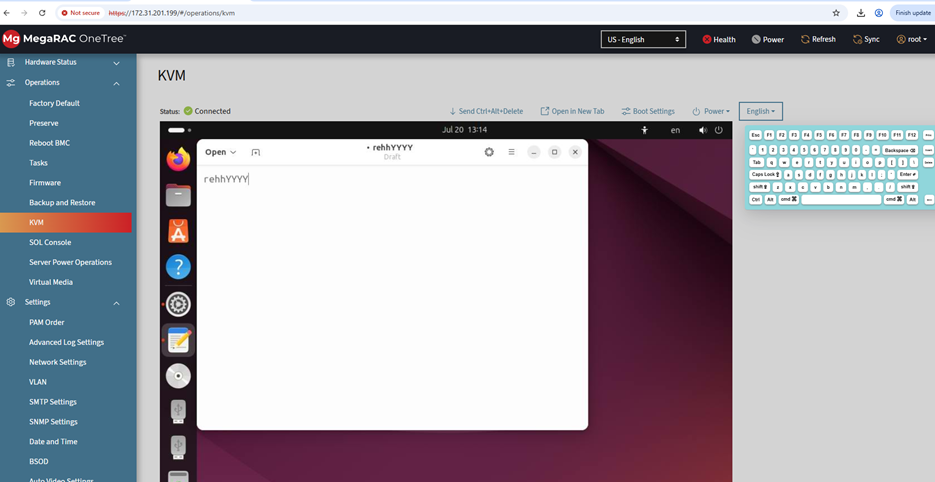 Not secure https://172.31.201.199/#/operations/kvm Finish update
Mg MegaRAC OneTree™ US - English Health Power Refresh Sync root
Hardware Status
Operations
Factory Default
Preserve
Reboot BMC
Tasks
Firmware
Backup and Restore
KVM
SOL Console
Server Power Operations
Virtual Media
Settings
PAM Order
Advanced Log Settings
Network Settings
VLAN
SMTP Settings
SNMP Settings
Date and Time
BSOD
Auto Video Settings
KVM
Status: Connected Send Ctrl+Alt+Delete Open in New Tab Boot Settings Power English
Jul 20 13:14 en
Open • rehhYYYY
Draft
rehhYYYY
Esc F1 F2 F3 F4 F5 F6 F7 F8 F9 F10 F11 F12
` 1 2 3 4 5 6 7 8 9 0 - + Backspace
Tab q w e r t y u i o p [ ] \
Caps Lock a s d f g h j k l ; ' Enter
shift z x c v b n m , . / shift
Ctrl Alt cmd cmd Alt